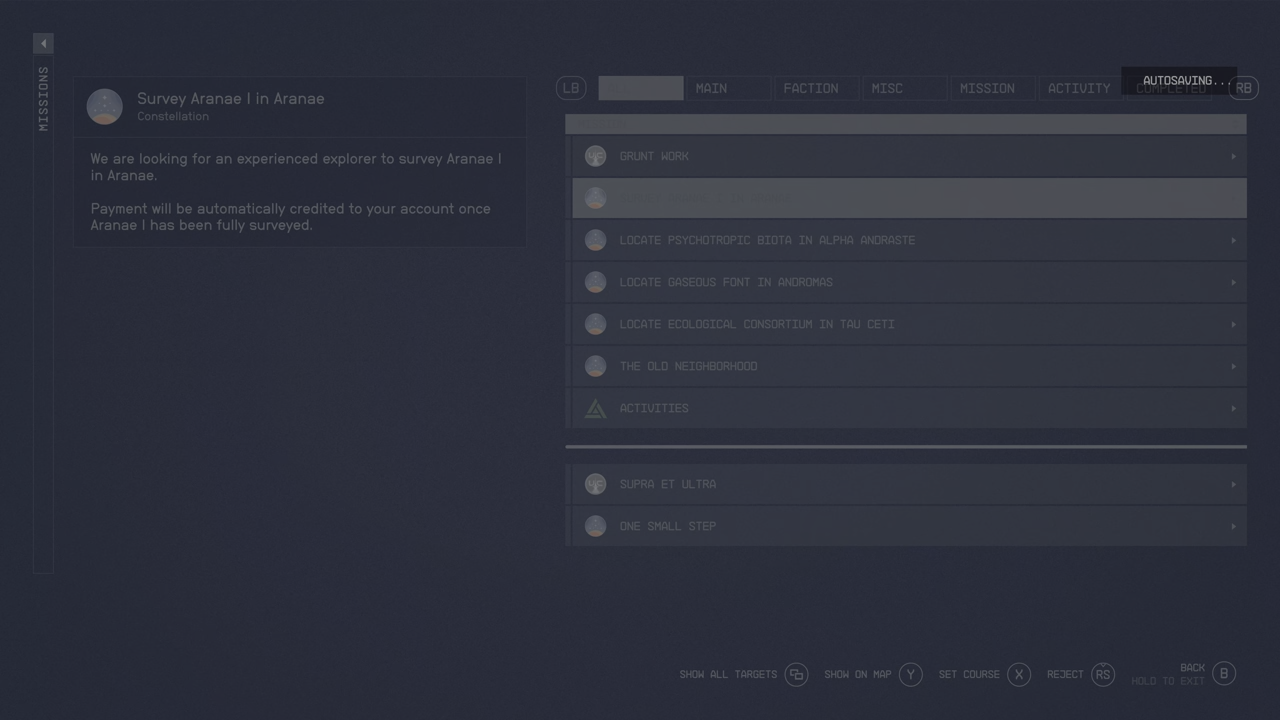 MISSIONS
Survey Aranae I in Aranae
Constellation
We are looking for an experienced explorer to survey Aranae I
in Aranae.
Payment will be automatically credited to your account once
Aranae I has been fully surveyed.
LB
MAIN
FACTION
MISC
MISSION
ACTIVITY
COMPLETED
RB
AUTOSAVING...
GRUNT WORK
LOCATE PSYCHOTROPIC BIOTA IN ALPHA ANDRASTE
LOCATE GASEOUS FONT IN ANDROMAS
LOCATE ECOLOGICAL CONSORTIUM IN TAU CETI
THE OLD NEIGHBORHOOD
ACTIVITIES
SUPRA ET ULTRA
ONE SMALL STEP
SHOW ALL TARGETS
SHOW ON MAP Y
SET COURSE X
REJECT RS
BACK B
HOLD TO EXIT